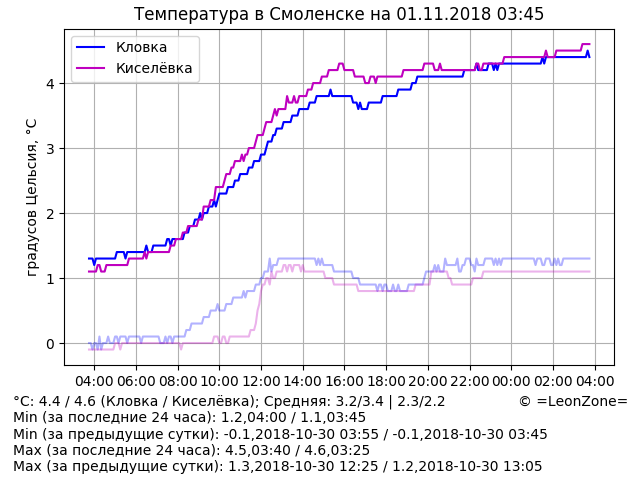 Температура в Смоленске на 01.11.2018 03:45
Кловка
Киселёвка
градусов Цельсия, °C
4
3
2
1
0
04:00 06:00 08:00 10:00 12:00 14:00 16:00 18:00 20:00 22:00 00:00 02:00 04:00
°C: 4.4 / 4.6 (Кловка / Киселёвка); Средняя: 3.2/3.4 | 2.3/2.2 © =LeonZone=
Min (за последние 24 часа): 1.2,04:00 / 1.1,03:45
Min (за предыдущие сутки): -0.1,2018-10-30 03:55 / -0.1,2018-10-30 03:45
Max (за последние 24 часа): 4.5,03:40 / 4.6,03:25
Max (за предыдущие сутки): 1.3,2018-10-30 12:25 / 1.2,2018-10-30 13:05